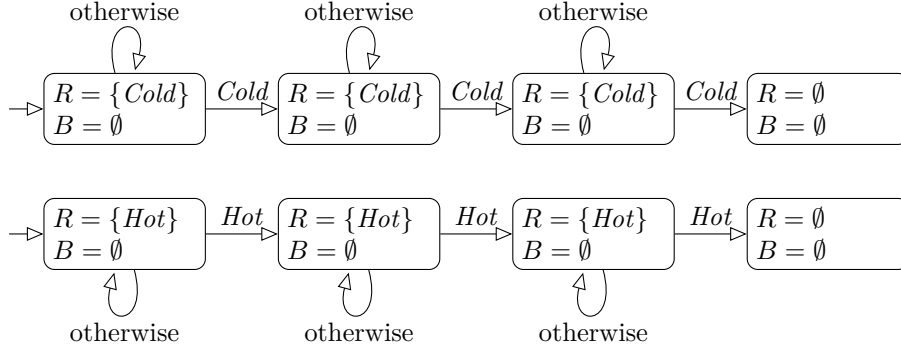 otherwise otherwise otherwise
R = {Cold} Cold R = {Cold} Cold R = {Cold} Cold R = ∅
B = ∅ B = ∅ B = ∅ B = ∅
R = {Hot} Hot R = {Hot} Hot R = {Hot} Hot R = ∅
B = ∅ B = ∅ B = ∅ B = ∅
otherwise otherwise otherwise